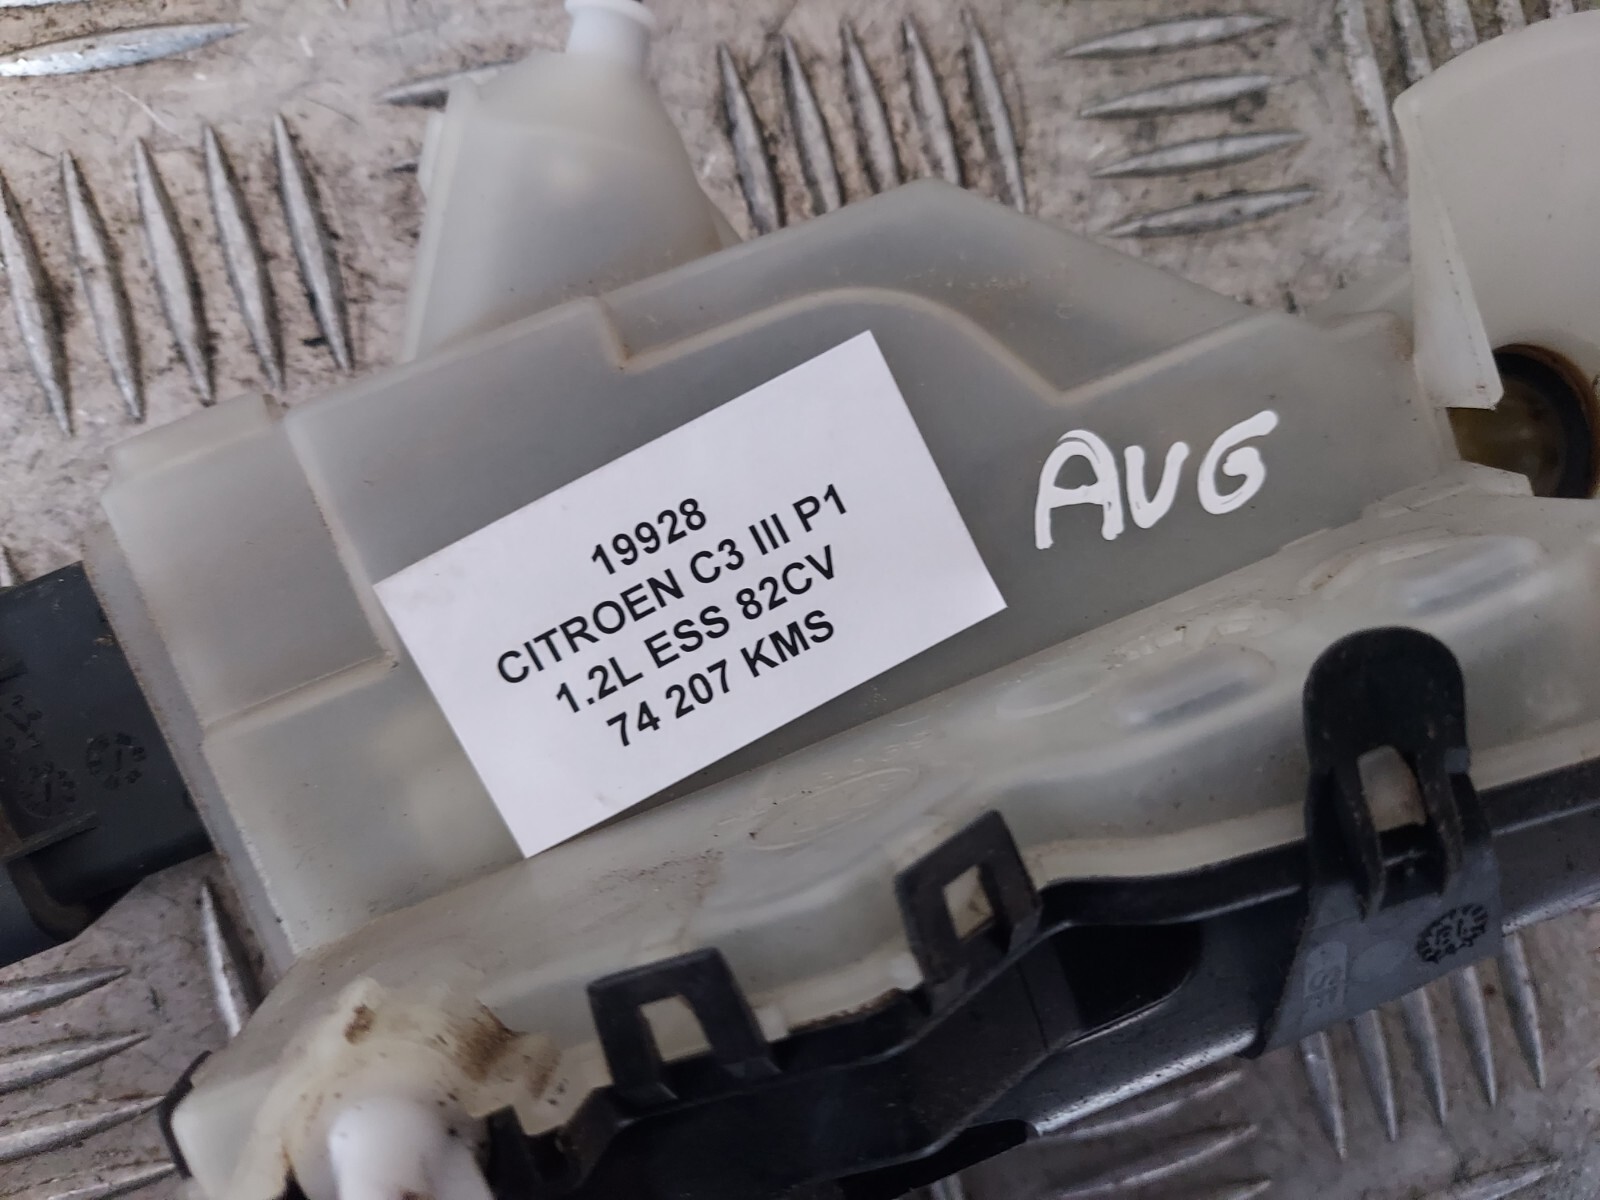 19928
CITROEN C3 III P1
1.2L ESS 82CV
74 207 KMS
AVG